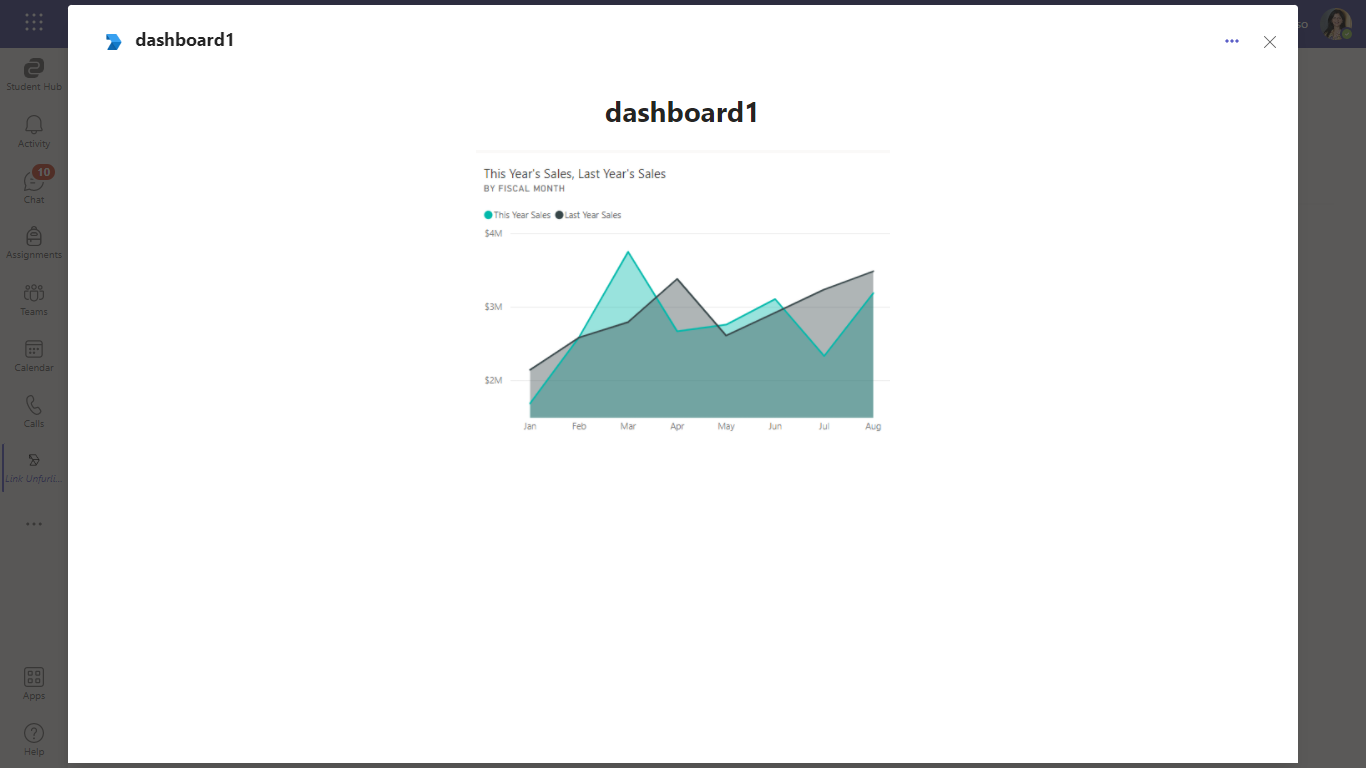 so
dashboard1
Student Hub
Activity
10
Chat
Assignments
Teams
Calendar
Calls
Link Unfurli...
Apps
Help
dashboard1
This Year's Sales, Last Year's Sales
BY FISCAL MONTH
This Year Sales Last Year Sales
$4M
$3M
$2M
Jan Feb Mar Apr May Jun Jul Aug